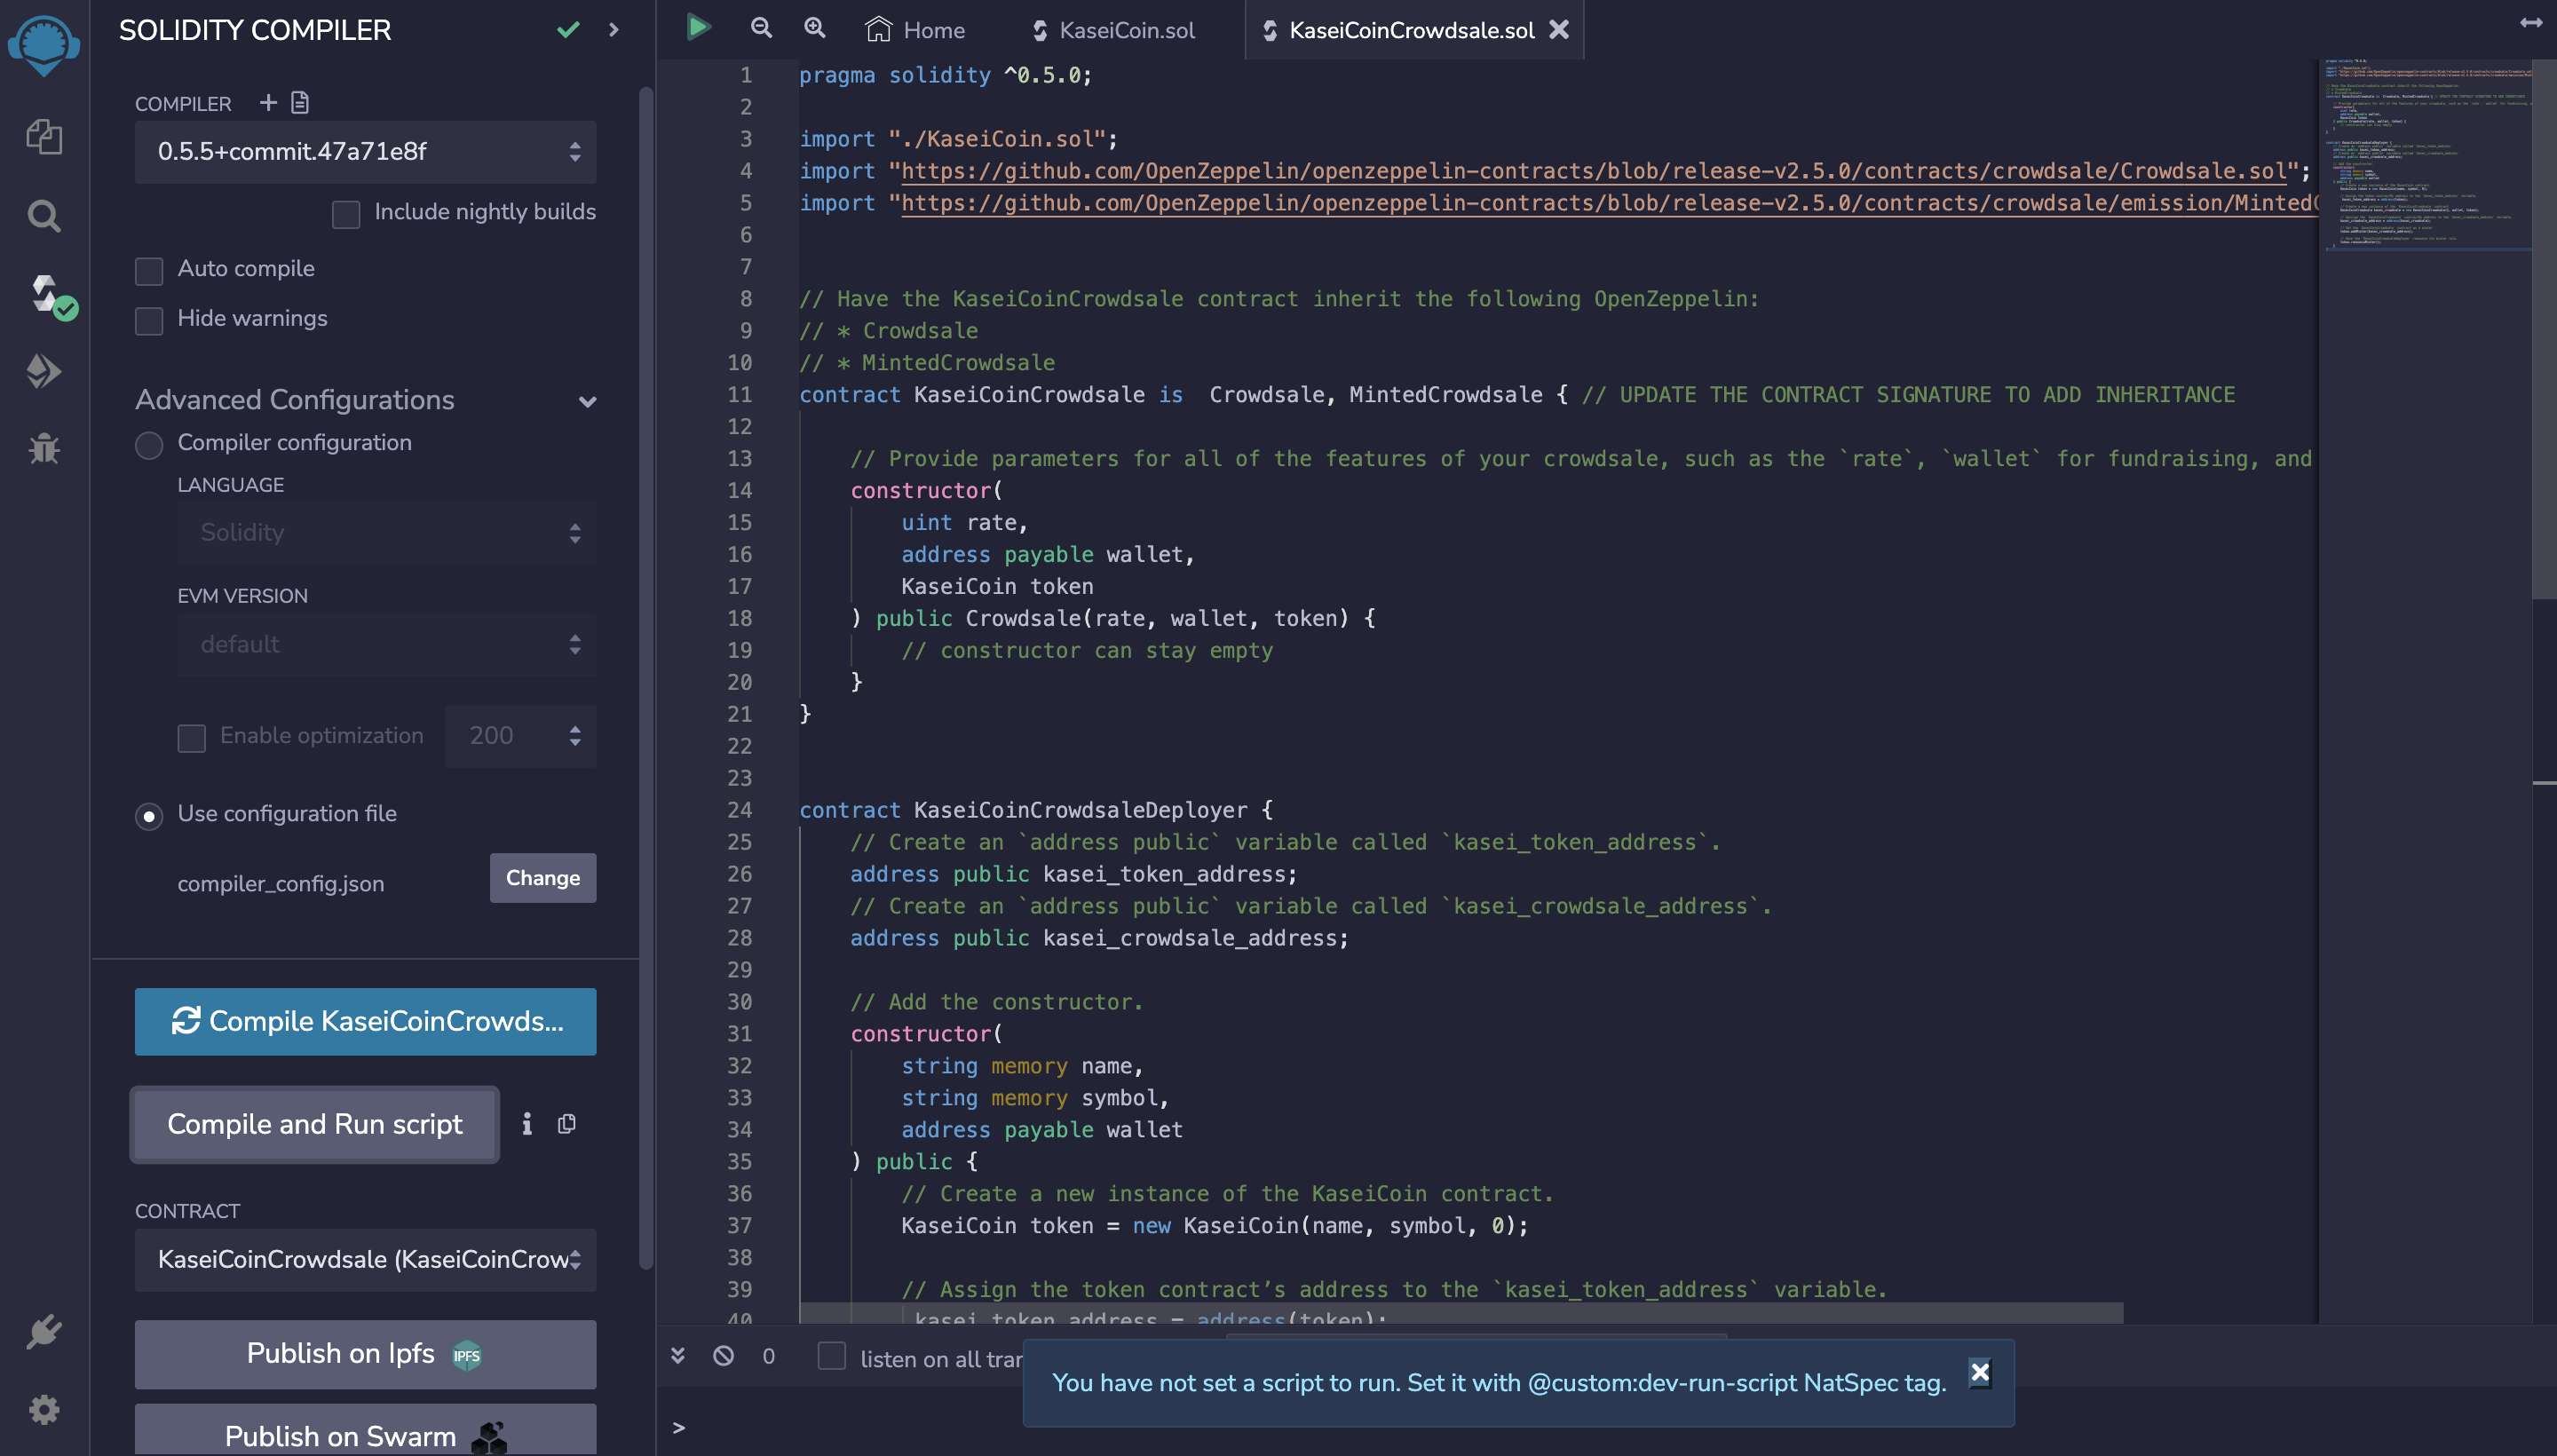 SOLIDITY COMPILER
COMPILER
0.5.5+commit.47a71e8f
Include nightly builds
Auto compile
Hide warnings
Advanced Configurations
Compiler configuration
LANGUAGE
Solidity
EVM VERSION
default
Enable optimization
200
Use configuration file
compiler_config.json
Change
Compile KaseiCoinCrowds...
Compile and Run script
CONTRACT
KaseiCoinCrowdsale (KaseiCoinCrow
Publish on Ipfs
IPFS
Publish on Swarm
Home
KaseiCoin.sol
KaseiCoinCrowdsale.sol
1 pragma solidity ^0.5.0;
2
3 import "./KaseiCoin.sol";
4 import "https://github.com/OpenZeppelin/openzeppelin-contracts/blob/release-v2.5.0/contracts/crowdsale/Crowdsale.sol";
5 import "https://github.com/OpenZeppelin/openzeppelin-contracts/blob/release-v2.5.0/contracts/crowdsale/emission/MintedC
6
7
8 // Have the KaseiCoinCrowdsale contract inherit the following OpenZeppelin:
9 // * Crowdsale
10 // * MintedCrowdsale
11 contract KaseiCoinCrowdsale is  Crowdsale, MintedCrowdsale { // UPDATE THE CONTRACT SIGNATURE TO ADD INHERITANCE
12
13 // Provide parameters for all of the features of your crowdsale, such as the `rate`, `wallet` for fundraising, and
14 constructor(
15 uint rate,
16 address payable wallet,
17 KaseiCoin token
18 ) public Crowdsale(rate, wallet, token) {
19 // constructor can stay empty
20 }
21 }
22
23
24 contract KaseiCoinCrowdsaleDeployer {
25 // Create an `address public` variable called `kasei_token_address`.
26 address public kasei_token_address;
27 // Create an `address public` variable called `kasei_crowdsale_address`.
28 address public kasei_crowdsale_address;
29
30 // Add the constructor.
31 constructor(
32 string memory name,
33 string memory symbol,
34 address payable wallet
35 ) public {
36 // Create a new instance of the KaseiCoin contract.
37 KaseiCoin token = new KaseiCoin(name, symbol, 0);
38
39 // Assign the token contract’s address to the `kasei_token_address` variable.
40 kasei_token_address = address(token);
0
listen on all tran
You have not set a script to run. Set it with @custom:dev-run-script NatSpec tag.
>